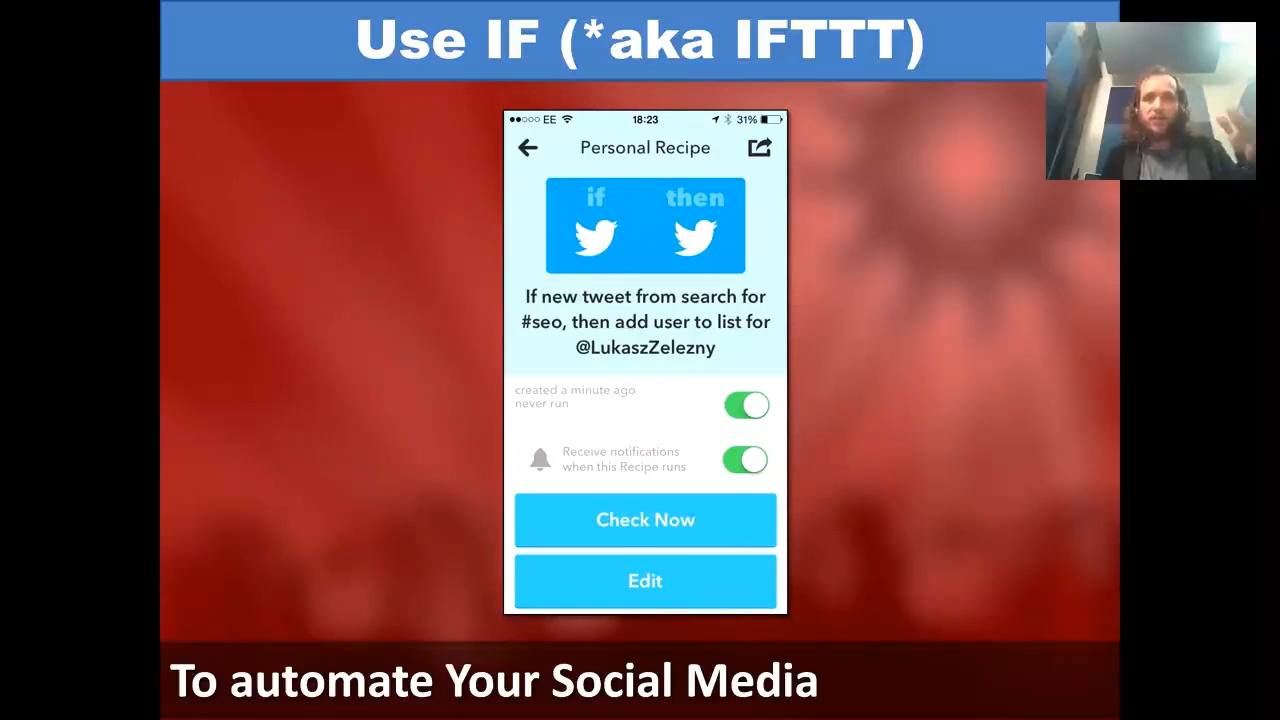 Use IF (*aka IFTTT)
EE 18:23 31%
Personal Recipe
if then
If new tweet from search for
#seo, then add user to list for
@LukaszZelezny
created a minute ago
never run
Receive notifications
when this Recipe runs
Check Now
Edit
To automate Your Social Media